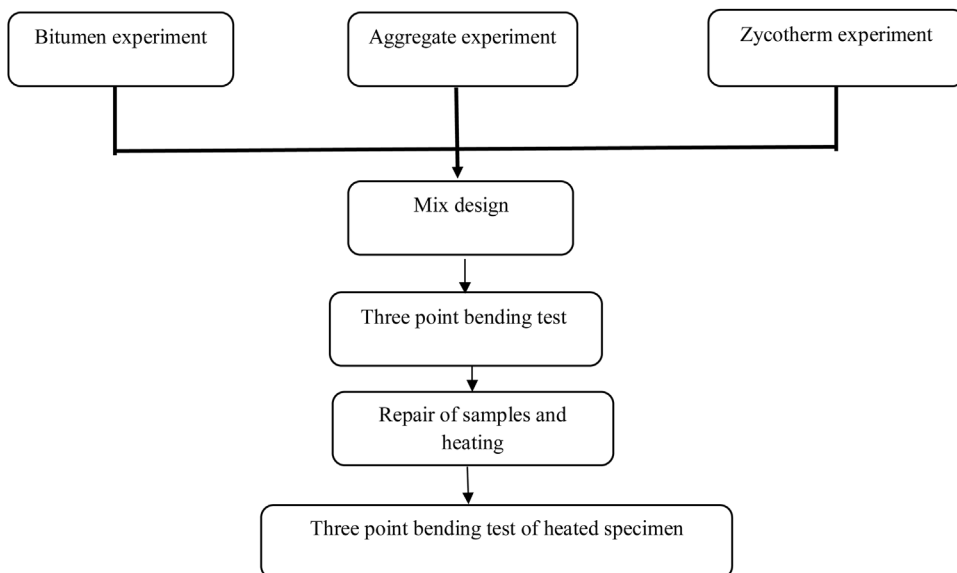 Bitumen experiment
Aggregate experiment
Zycotherm experiment
Mix design
Three point bending test
Repair of samples and
heating
Three point bending test of heated specimen